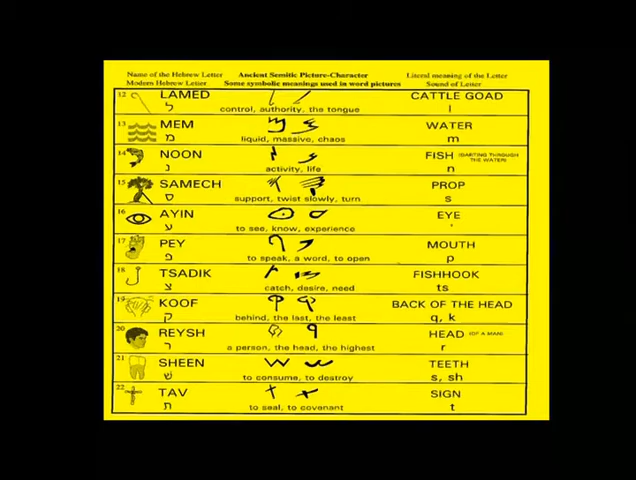 Name of the Hebrew Letter Ancient Semitic Picture-Character Literal meaning of the Letter
Modern Hebrew Letter Some symbolic meanings used in word pictures Sound of Letter
12 LAMED CATTLE GOAD
ל control, authority, the tongue l
13 MEM WATER
מ liquid, massive, chaos m
14 NOON FISH (DARTING THROUGH THE WATER)
נ activity, life n
15 SAMECH PROP
ס support, twist slowly, turn s
16 AYIN EYE
ע to see, know, experience '
17 PEY MOUTH
פ to speak, a word, to open p
18 TSADIK FISHHOOK
צ catch, desire, need ts
19 KOOF BACK OF THE HEAD
ק behind, the last, the least q, k
20 REYSH HEAD (OF A MAN)
ר a person, the head, the highest r
21 SHEEN TEETH
שׁ to consume, to destroy s, sh
22 TAV SIGN
ת to seal, to covenant t